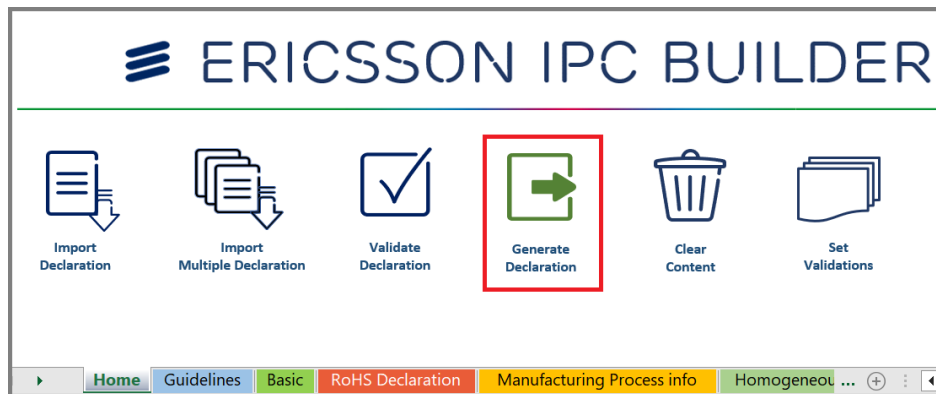 ERICSSON IPC BUILDER
Import
Declaration
Import
Multiple Declaration
Validate
Declaration
Generate
Declaration
Clear
Content
Set
Validations
Home Guidelines Basic RoHS Declaration Manufacturing Process info Homogeneou ...